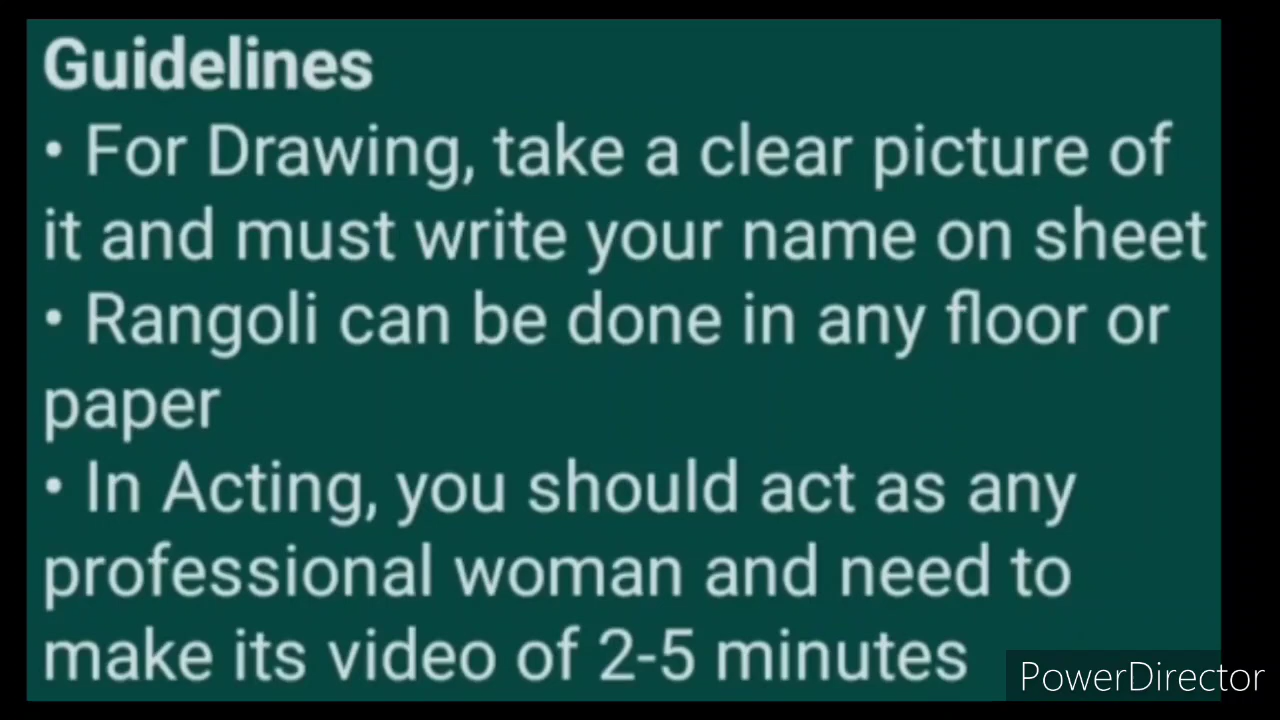 Guidelines
• For Drawing, take a clear picture of
it and must write your name on sheet
• Rangoli can be done in any floor or
paper
• In Acting, you should act as any
professional woman and need to
make its video of 2-5 minutes
PowerDirector